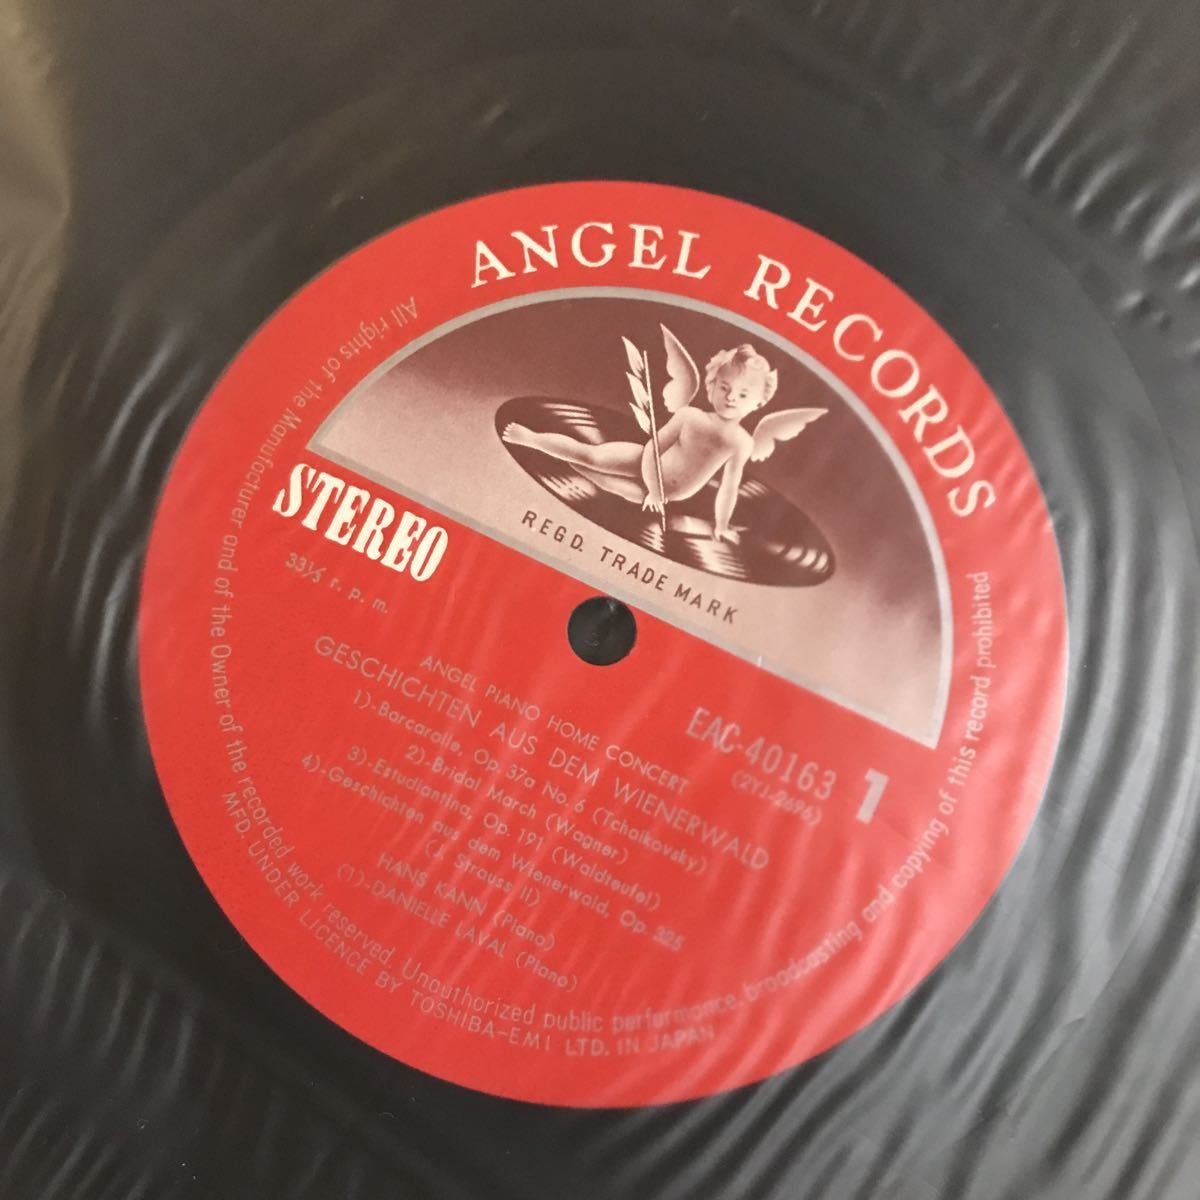 ANGEL RECORDS
REGD. TRADE MARK
STEREO
33⅓ r. p. m.
EAC-40163
(2YJ-2696)
1
ANGEL PIANO HOME CONCERT
GESCHICHTEN AUS DEM WIENERWALD
1)-Barcarolle, Op. 37a No. 6 (Tchaikovsky)
2)-Bridal March (Wagner)
3)-Estudiantina, Op. 191 (Waldteufel)
4)-Geschichten aus dem Wienerwald, Op. 325
(J. Strauss II)
HANS KANN (Piano)
(1)-DANIELLE LAVAL (Piano)
All rights of the Manufacturer and of the Owner of the recorded work reserved. Unauthorized public performance, broadcasting and copying of this record prohibited
MFD. UNDER LICENCE BY TOSHIBA-EMI LTD. IN JAPAN